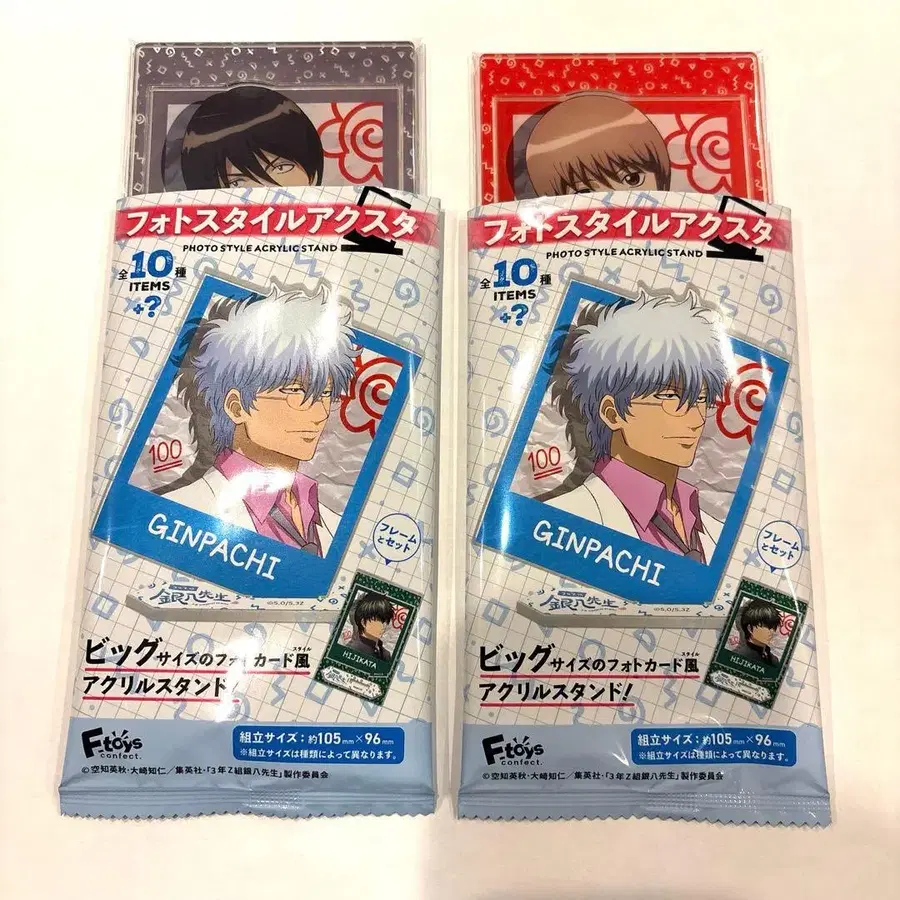 フォトスタイルアクスタ
PHOTO STYLE ACRYLIC STAND
全10種
ITEMS
+?
100
GINPACHI
フレーム
とセット
銀八先生
HIJIKATA
ビッグサイズのフォトカード風
スタイル
アクリルスタンド!
F-toys
confect.
組立サイズ:約105mm×96mm
※組立サイズは種類によって異なります。
©空知英秋・大崎知仁／集英社・「3年Z組銀八先生」製作委員会
フォトスタイルアクスタ
PHOTO STYLE ACRYLIC STAND
全10種
ITEMS
+?
100
GINPACHI
フレーム
とセット
銀八先生
HIJIKATA
ビッグサイズのフォトカード風
スタイル
アクリルスタンド!
F-toys
confect.
組立サイズ:約105mm×96mm
※組立サイズは種類によって異なります。
©空知英秋・大崎知仁／集英社・「3年Z組銀八先生」製作委員会